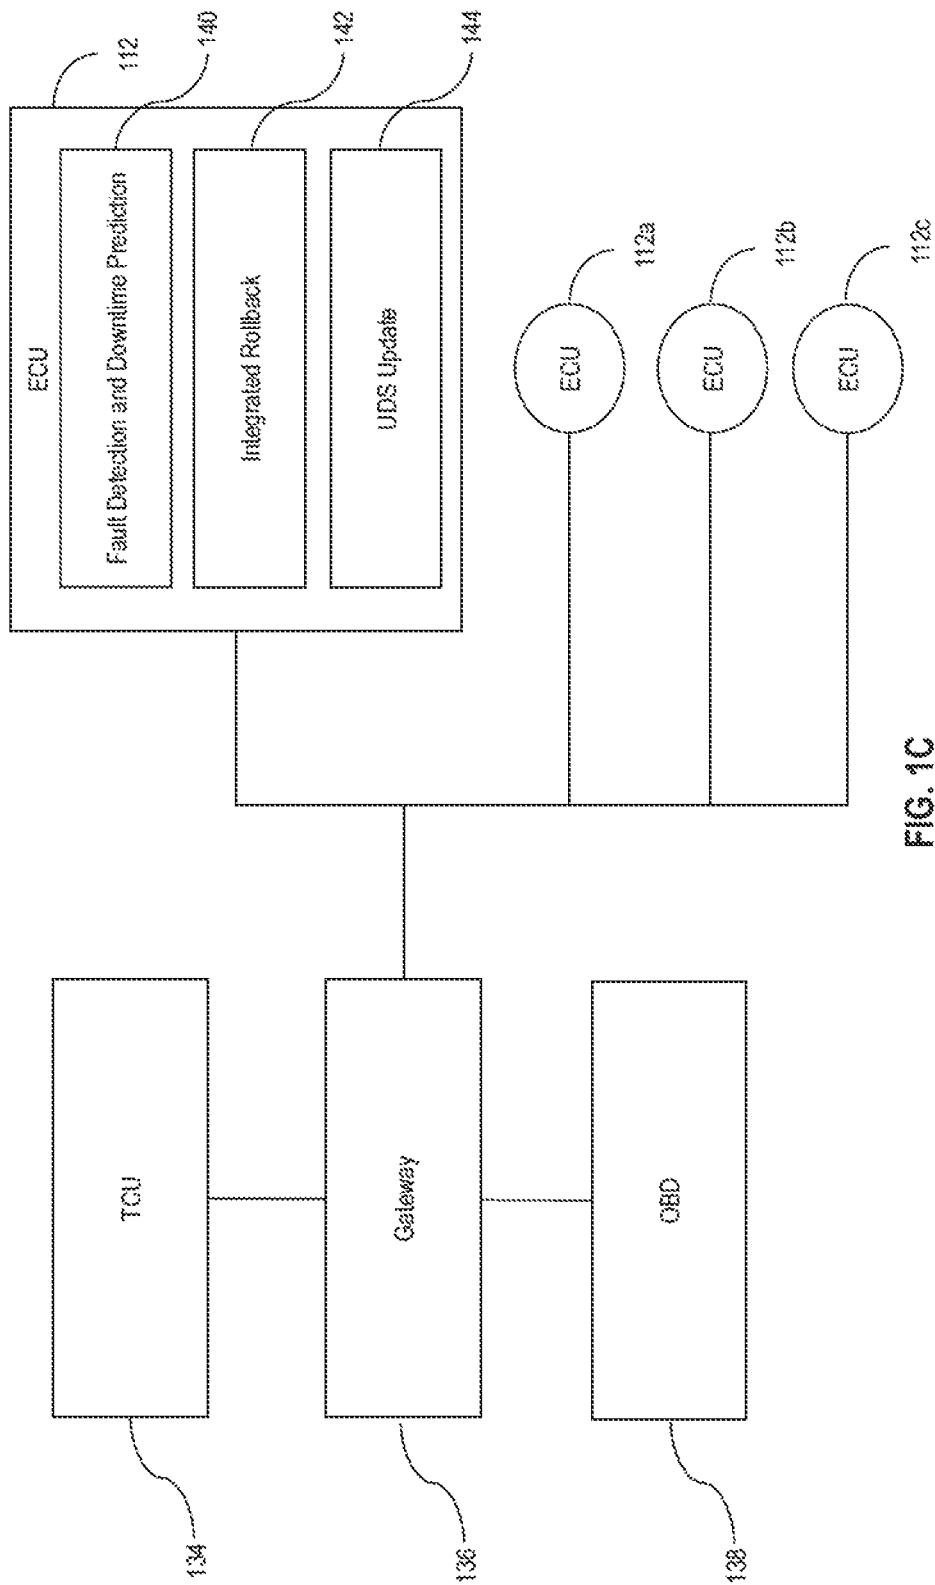 112
ECU
Fault Detection and Downtime Prediction
140
Integrated Rollback
142
UDS Update
144
TCU
134
Gateway
136
OBD
138
ECU
112a
ECU
112b
ECU
112c
FIG. 1C